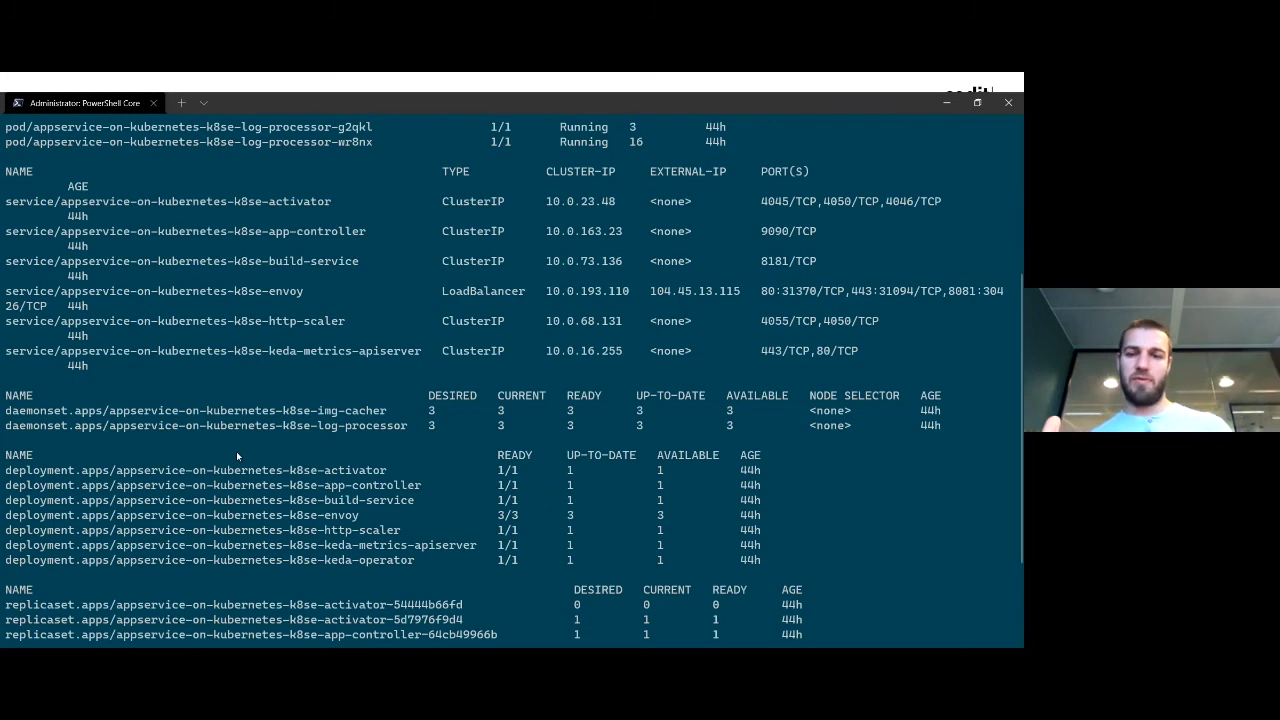 codit
Administrator: PowerShell Core
pod/appservice-on-kubernetes-k8se-log-processor-g2qkl 1/1 Running 3 44h
pod/appservice-on-kubernetes-k8se-log-processor-wr8nx 1/1 Running 16 44h
NAME TYPE CLUSTER-IP EXTERNAL-IP PORT(S)
AGE
service/appservice-on-kubernetes-k8se-activator ClusterIP 10.0.23.48 <none> 4045/TCP,4050/TCP,4046/TCP
44h
service/appservice-on-kubernetes-k8se-app-controller ClusterIP 10.0.163.23 <none> 9090/TCP
44h
service/appservice-on-kubernetes-k8se-build-service ClusterIP 10.0.73.136 <none> 8181/TCP
44h
service/appservice-on-kubernetes-k8se-envoy LoadBalancer 10.0.193.110 104.45.13.115 80:31370/TCP,443:31094/TCP,8081:304
26/TCP 44h
service/appservice-on-kubernetes-k8se-http-scaler ClusterIP 10.0.68.131 <none> 4055/TCP,4050/TCP
44h
service/appservice-on-kubernetes-k8se-keda-metrics-apiserver ClusterIP 10.0.16.255 <none> 443/TCP,80/TCP
44h
NAME DESIRED CURRENT READY UP-TO-DATE AVAILABLE NODE SELECTOR AGE
daemonset.apps/appservice-on-kubernetes-k8se-img-cacher 3 3 3 3 3 <none> 44h
daemonset.apps/appservice-on-kubernetes-k8se-log-processor 3 3 3 3 3 <none> 44h
NAME READY UP-TO-DATE AVAILABLE AGE
deployment.apps/appservice-on-kubernetes-k8se-activator 1/1 1 1 44h
deployment.apps/appservice-on-kubernetes-k8se-app-controller 1/1 1 1 44h
deployment.apps/appservice-on-kubernetes-k8se-build-service 1/1 1 1 44h
deployment.apps/appservice-on-kubernetes-k8se-envoy 3/3 3 3 44h
deployment.apps/appservice-on-kubernetes-k8se-http-scaler 1/1 1 1 44h
deployment.apps/appservice-on-kubernetes-k8se-keda-metrics-apiserver 1/1 1 1 44h
deployment.apps/appservice-on-kubernetes-k8se-keda-operator 1/1 1 1 44h
NAME DESIRED CURRENT READY AGE
replicaset.apps/appservice-on-kubernetes-k8se-activator-54444b66fd 0 0 0 44h
replicaset.apps/appservice-on-kubernetes-k8se-activator-5d7976f9d4 1 1 1 44h
replicaset.apps/appservice-on-kubernetes-k8se-app-controller-64cb49966b 1 1 1 44h